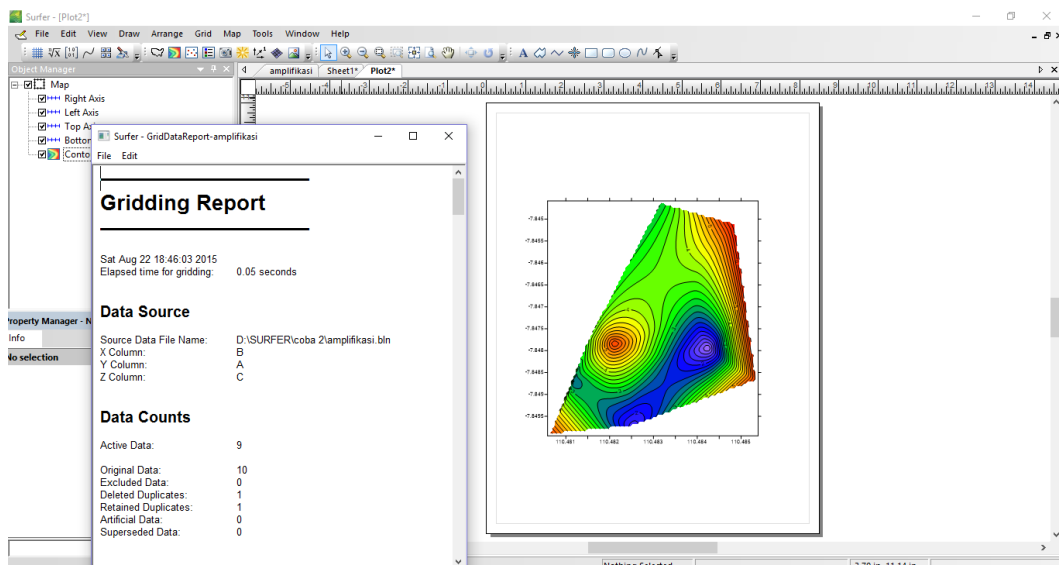 Surfer - [Plot2*]
File Edit View Draw Arrange Grid Map Tools Window Help
Object Manager
amplifikasi Sheet1* Plot2*
Map
Right Axis
Left Axis
Top Ax
Bottor
Conto
Property Manager - N
Info
No selection
Surfer - GridDataReport-amplifikasi
File Edit
Gridding Report
Sat Aug 22 18:46:03 2015
Elapsed time for gridding: 0.05 seconds
Data Source
Source Data File Name: D:\SURFER\coba 2\amplifikasi.bln
X Column: B
Y Column: A
Z Column: C
Data Counts
Active Data: 9
Original Data: 10
Excluded Data: 0
Deleted Duplicates: 1
Retained Duplicates: 1
Artificial Data: 0
Superseded Data: 0
-7.845
-7.8455
-7.846
-7.8465
-7.847
-7.8475
-7.848
-7.8485
-7.849
-7.8495
110.481 110.482 110.483 110.484 110.485
Nothing Selected